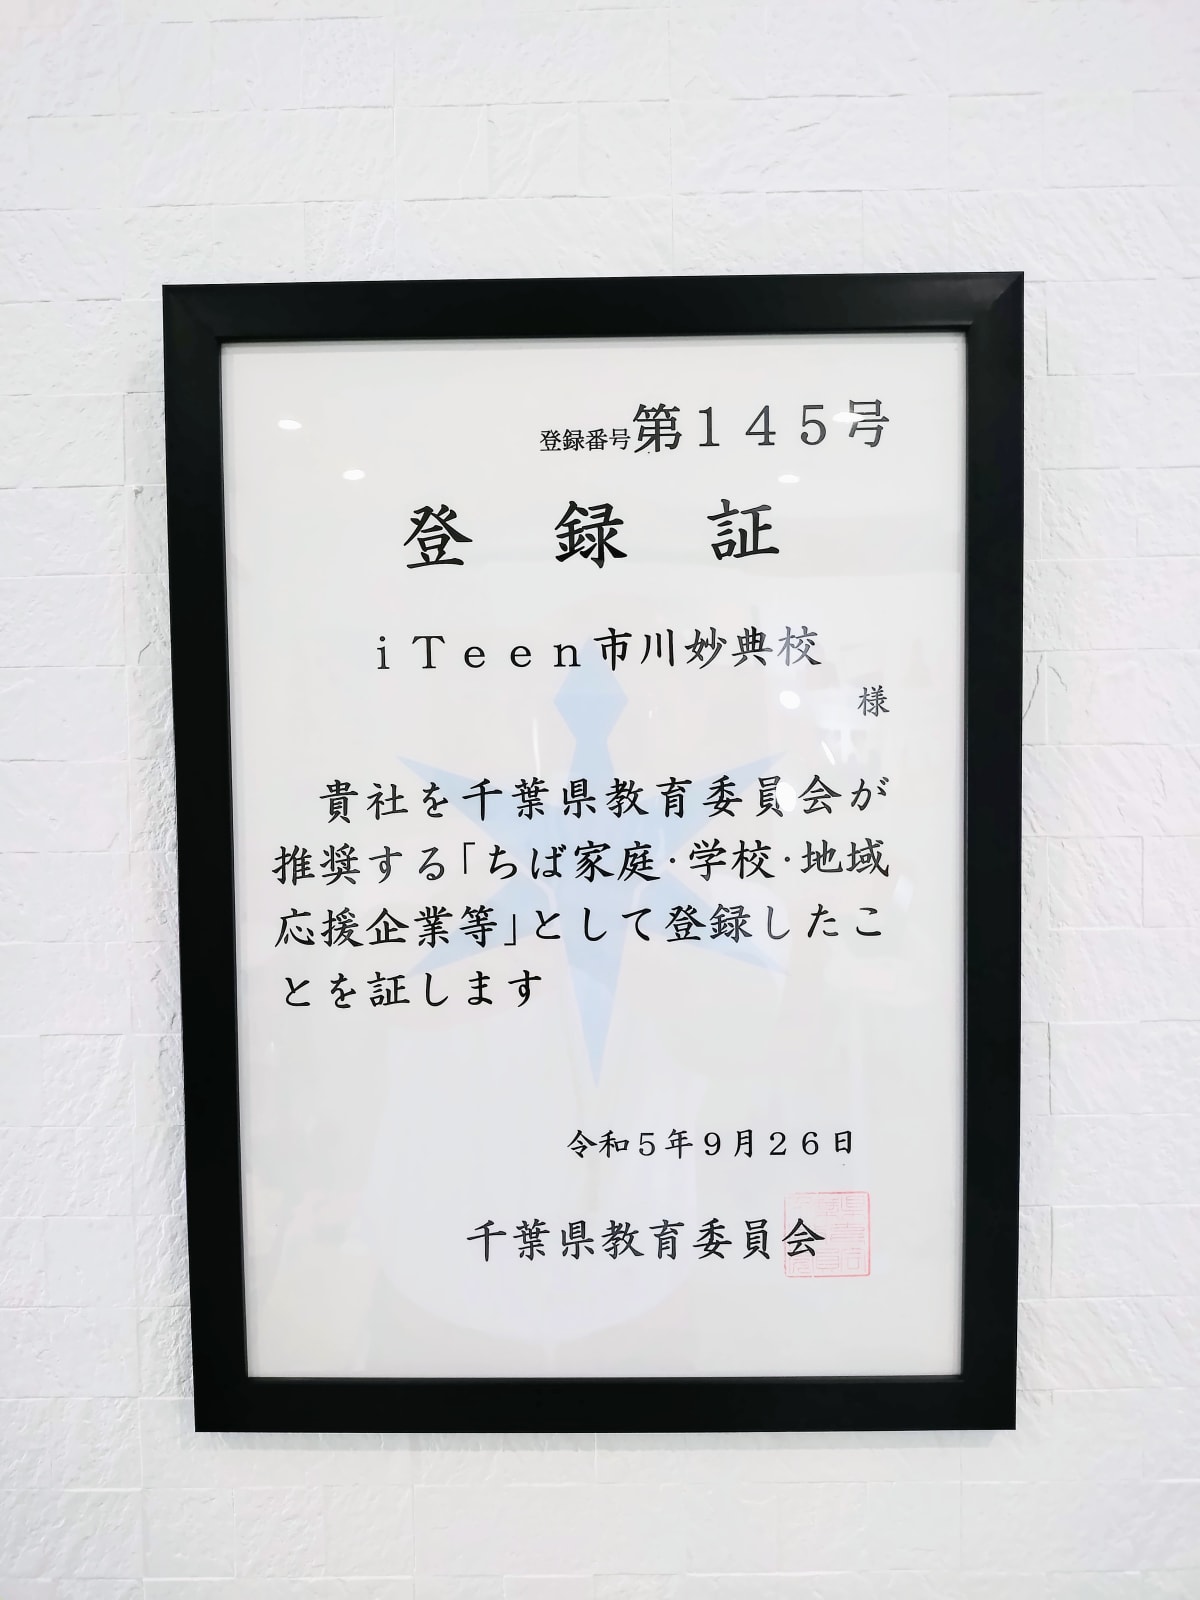 登録番号第１４５号
登録証
ｉＴｅｅｎ市川妙典校
様
貴社を千葉県教育委員会が
推奨する「ちば家庭・学校・地域
応援企業等」として登録したこ
とを証します
令和５年９月２６日
千葉県教育委員会